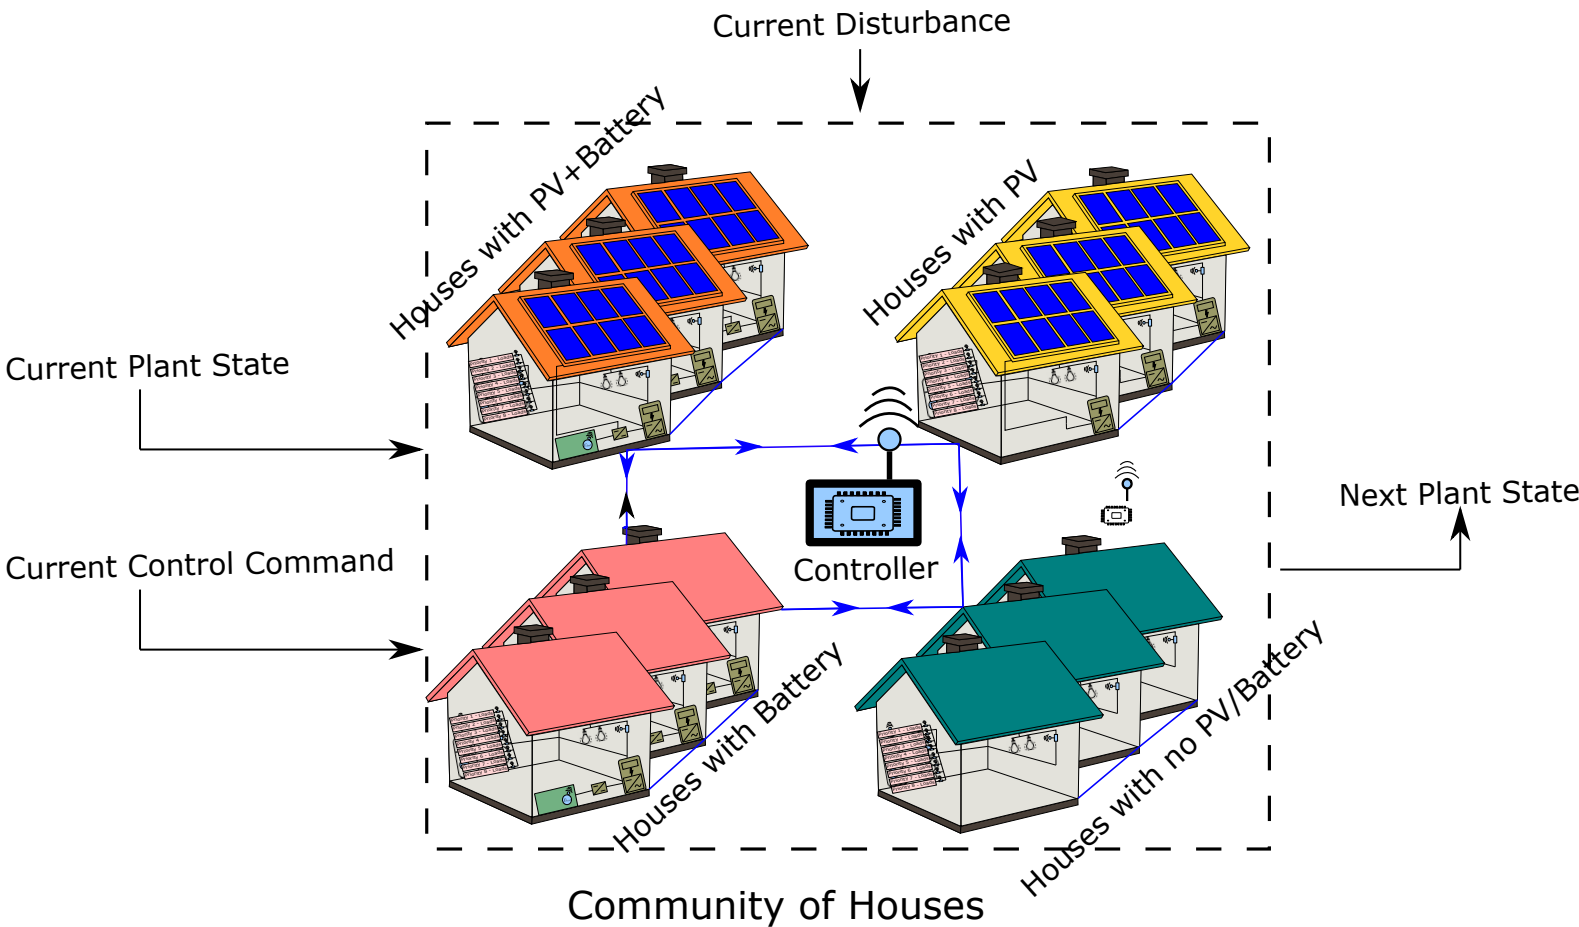 Current Disturbance
Houses with PV+Battery
Houses with PV
Current Plant State
Next Plant State
Current Control Command
Controller
Houses with Battery
Houses with no PV/Battery
Community of Houses